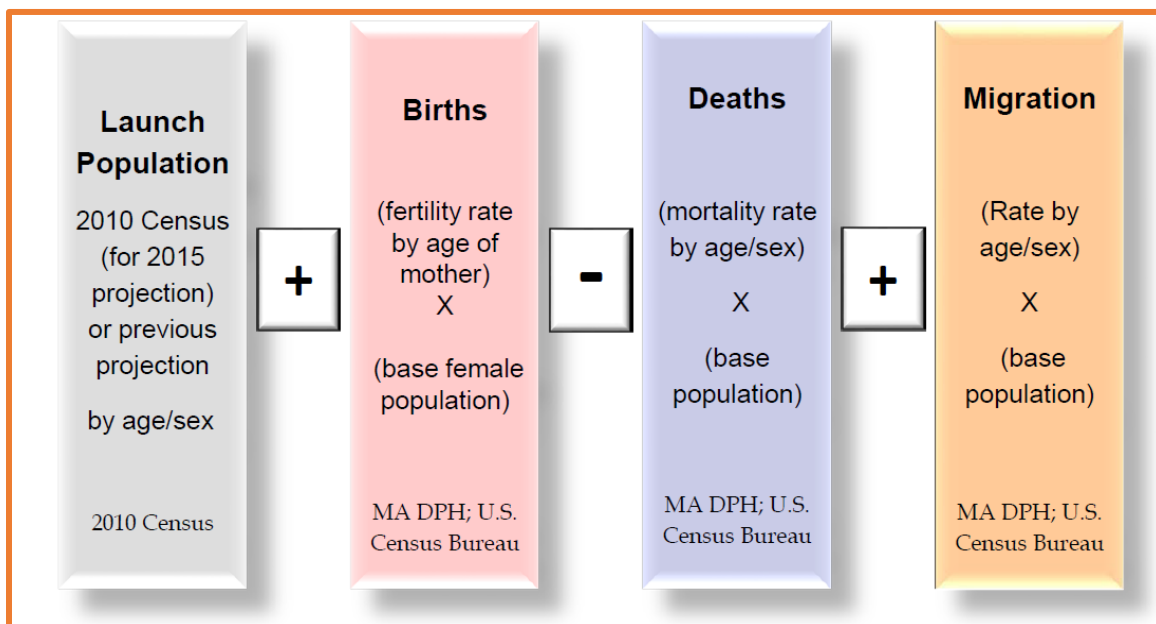 Launch
Population
2010 Census
(for 2015
projection)
or previous
projection
by age/sex
2010 Census
+
Births
(fertility rate
by age of
mother)
X
(base female
population)
MA DPH; U.S.
Census Bureau
-
Deaths
(mortality rate
by age/sex)
X
(base
population)
MA DPH; U.S.
Census Bureau
+
Migration
(Rate by
age/sex)
X
(base
population)
MA DPH; U.S.
Census Bureau